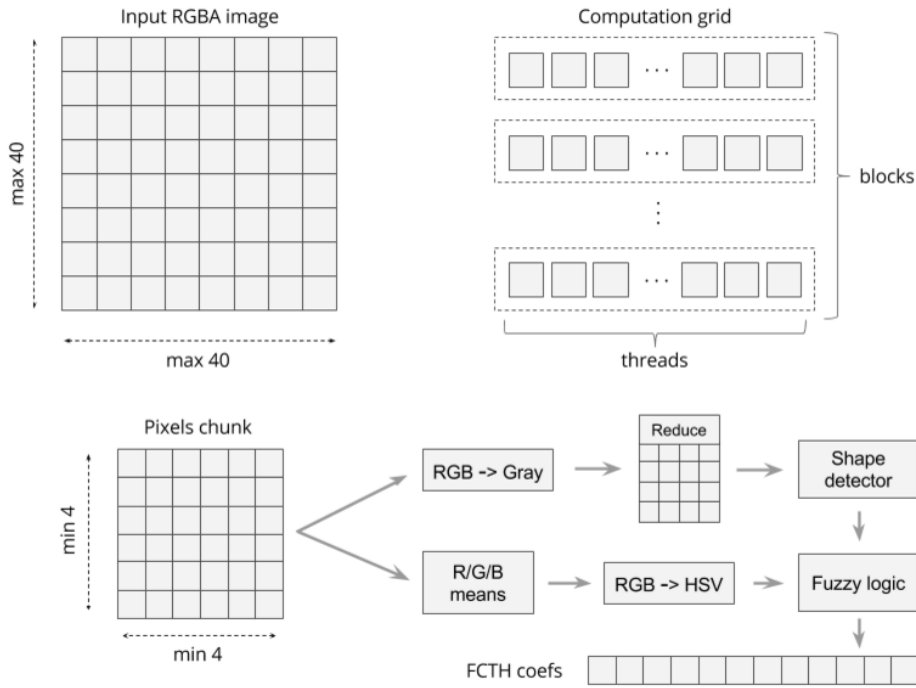 Input RGBA image
Computation grid
max 40
. . .
. . .
blocks
. . .
max 40
threads
Pixels chunk
Reduce
RGB -> Gray
Shape
detector
min 4
R/G/B
means
RGB -> HSV
Fuzzy logic
min 4
FCTH coefs